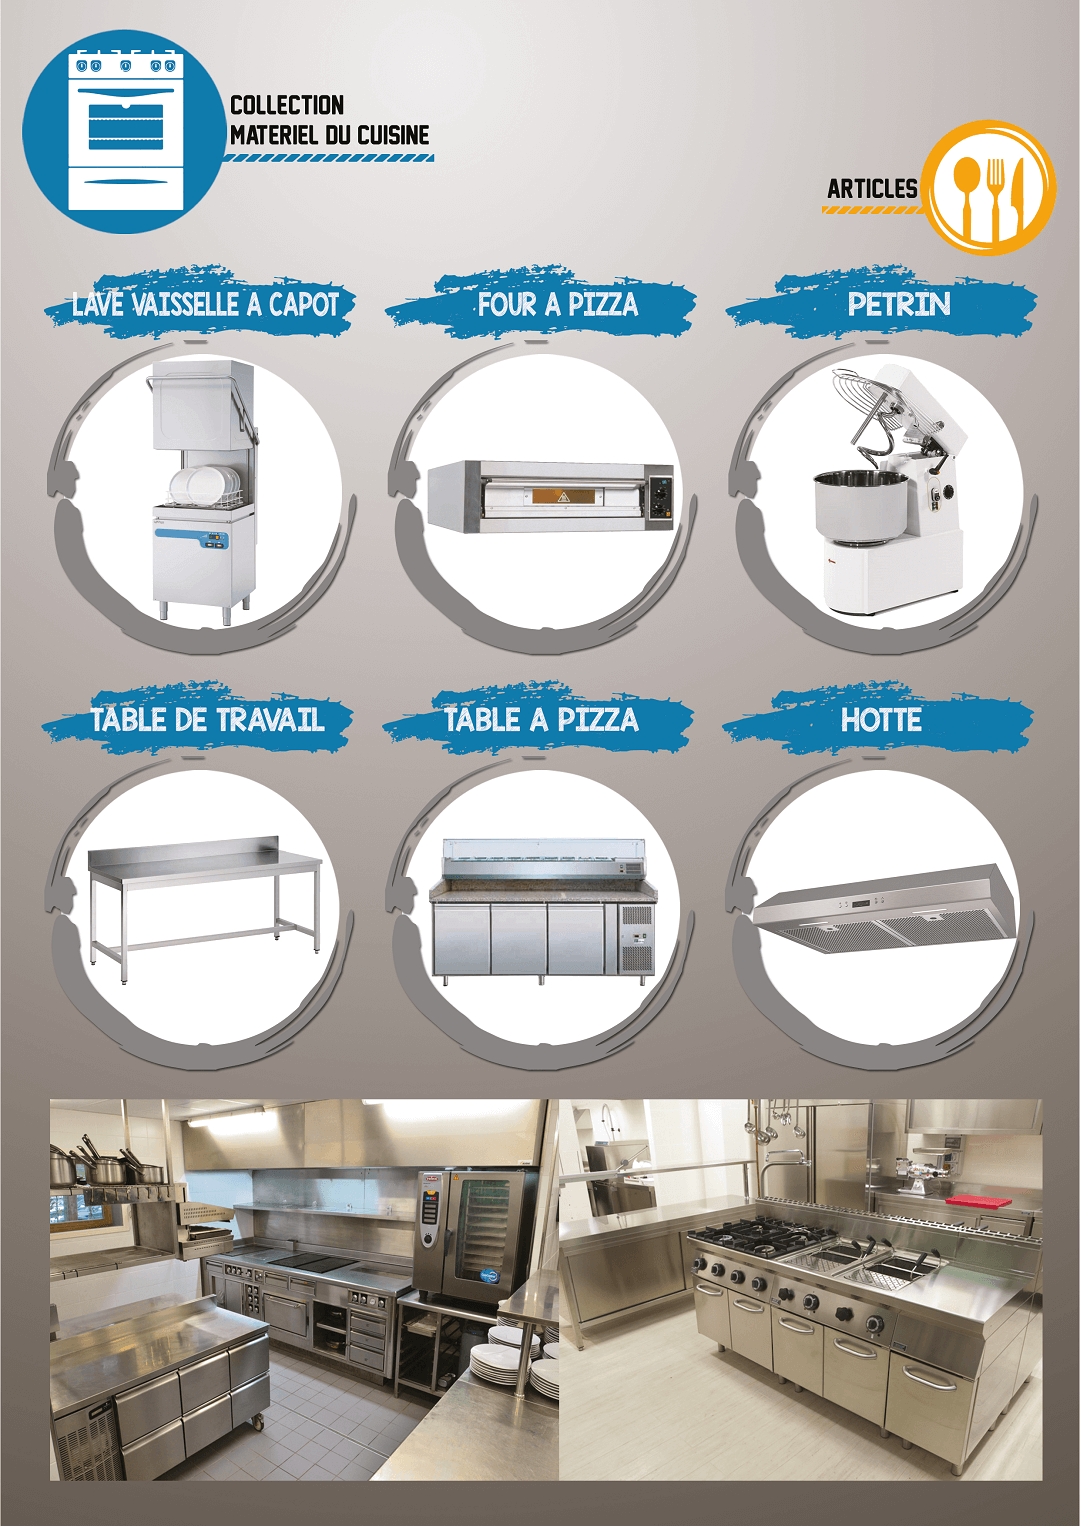 COLLECTION
MATERIEL DU CUISINE
ARTICLES
LAVE VAISSELLE A CAPOT
FOUR A PIZZA
PETRIN
TABLE DE TRAVAIL
TABLE A PIZZA
HOTTE